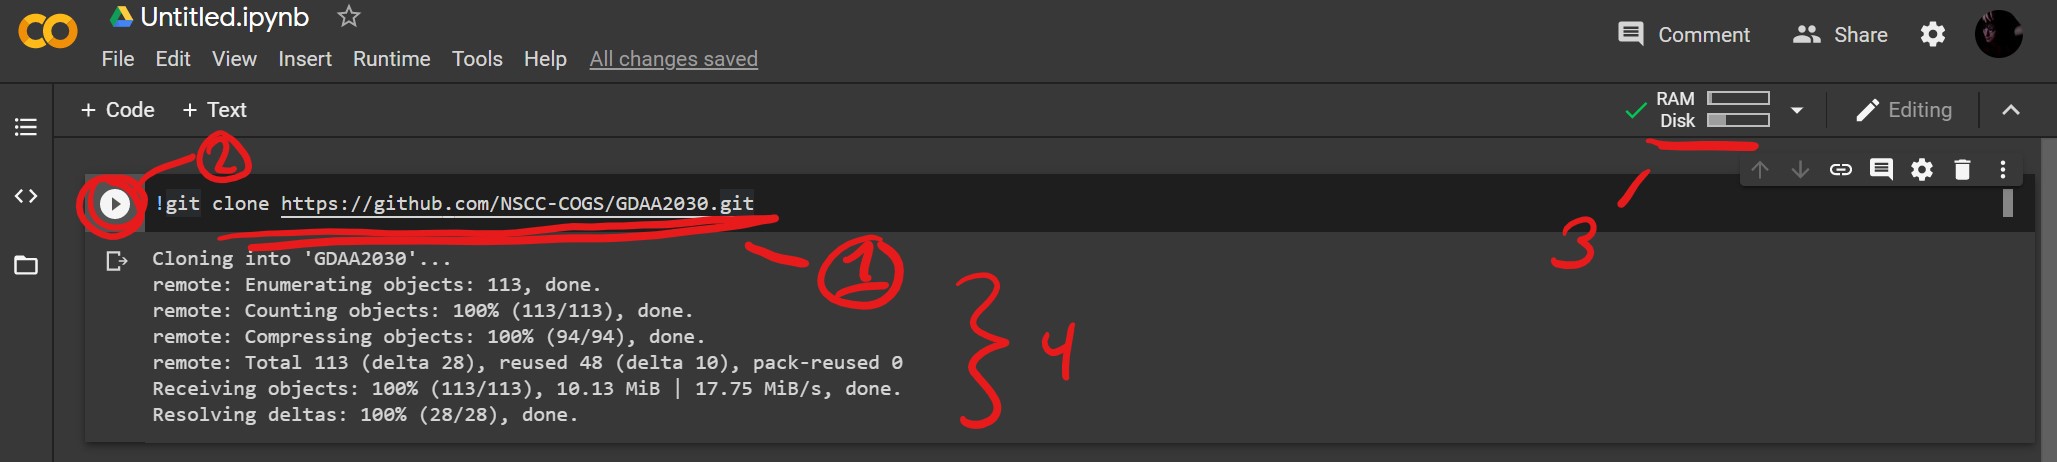 Untitled.ipynb
Comment Share
File Edit View Insert Runtime Tools Help All changes saved
+ Code + Text
RAM
Disk
Editing
2
!git clone https://github.com/NSCC-COGS/GDAA2030.git
3
1
Cloning into 'GDAA2030'...
remote: Enumerating objects: 113, done.
remote: Counting objects: 100% (113/113), done.
remote: Compressing objects: 100% (94/94), done.
remote: Total 113 (delta 28), reused 48 (delta 10), pack-reused 0
Receiving objects: 100% (113/113), 10.13 MiB | 17.75 MiB/s, done.
Resolving deltas: 100% (28/28), done.
4